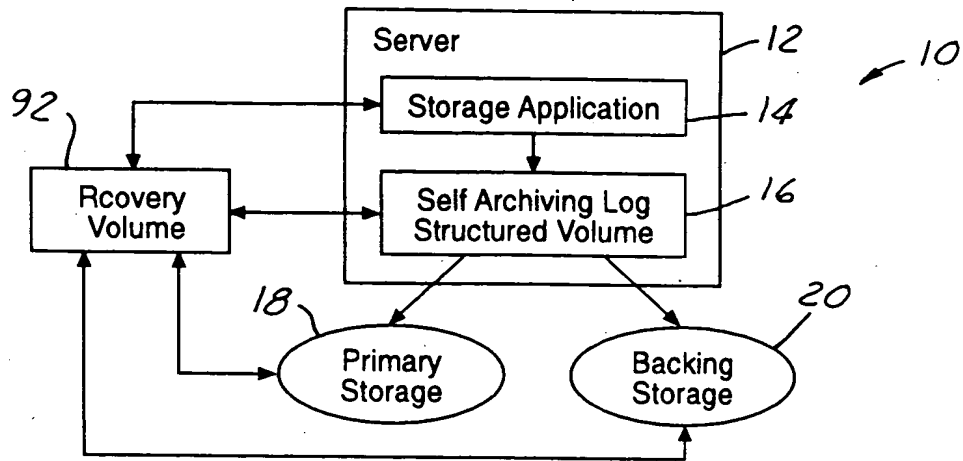 Server
12
10
Storage Application
14
92
Rcovery
Volume
Self Archiving Log
Structured Volume
16
18
Primary
Storage
20
Backing
Storage